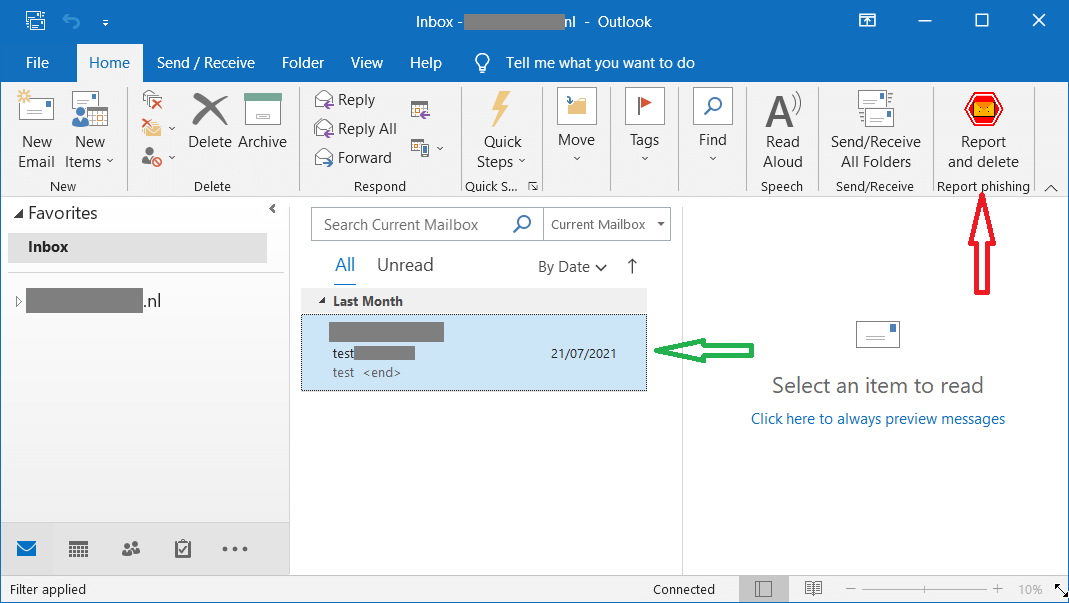 Inbox - nl - Outlook
File Home Send / Receive Folder View Help Tell me what you want to do
New Email
New Items
New
Delete
Archive
Delete
Reply
Reply All
Forward
Respond
Quick Steps
Quick S...
Move
Tags
Find
Read Aloud
Speech
Send/Receive All Folders
Send/Receive
Report and delete
Report phishing
Favorites
Inbox
.nl
Search Current Mailbox
Current Mailbox
All Unread By Date
Last Month
test 21/07/2021
test <end>
Select an item to read
Click here to always preview messages
Filter applied
Connected
10%